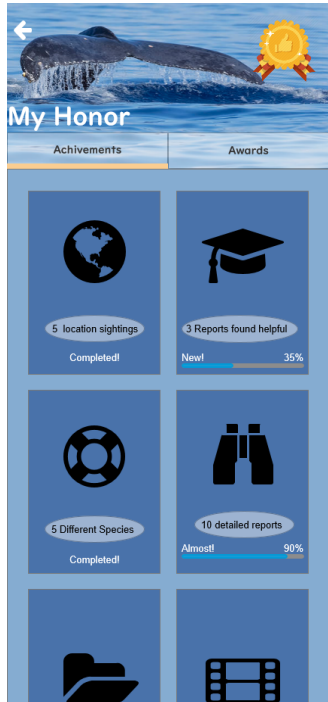 My Honor
Achivements
Awards
5 location sightings
Completed!
3 Reports found helpful
New! 35%
5 Different Species
Completed!
10 detailed reports
Almost! 90%